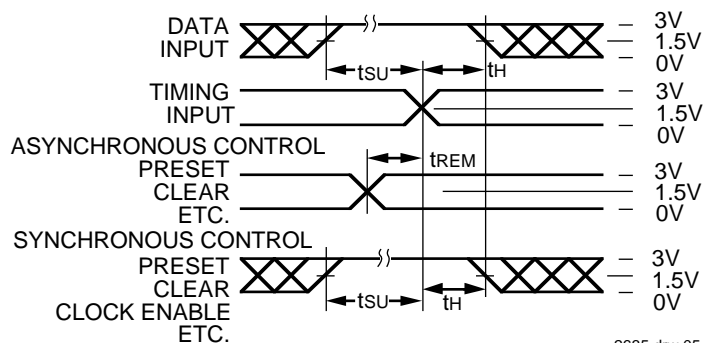 DATA
INPUT
3V
1.5V
0V
tSU
tH
TIMING
INPUT
3V
1.5V
0V
ASYNCHRONOUS CONTROL
PRESET
CLEAR
ETC.
tREM
3V
1.5V
0V
SYNCHRONOUS CONTROL
PRESET
CLEAR
CLOCK ENABLE
ETC.
3V
1.5V
0V
tSU
tH